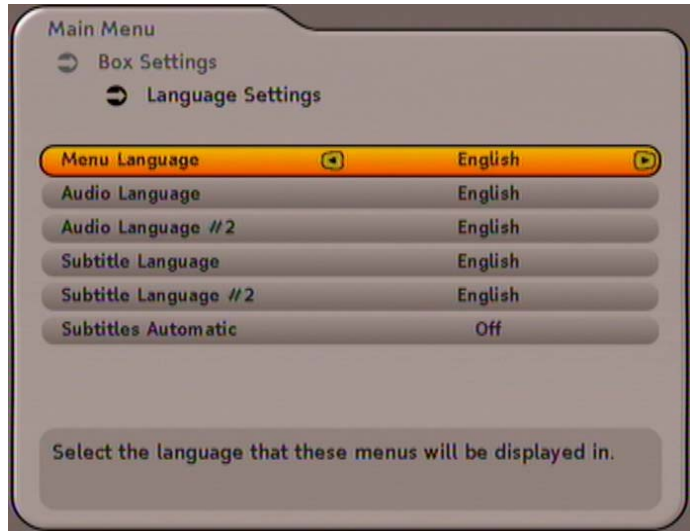 Main Menu
Box Settings
Language Settings
Menu Language English
Audio Language English
Audio Language #2 English
Subtitle Language English
Subtitle Language #2 English
Subtitles Automatic Off
Select the language that these menus will be displayed in.